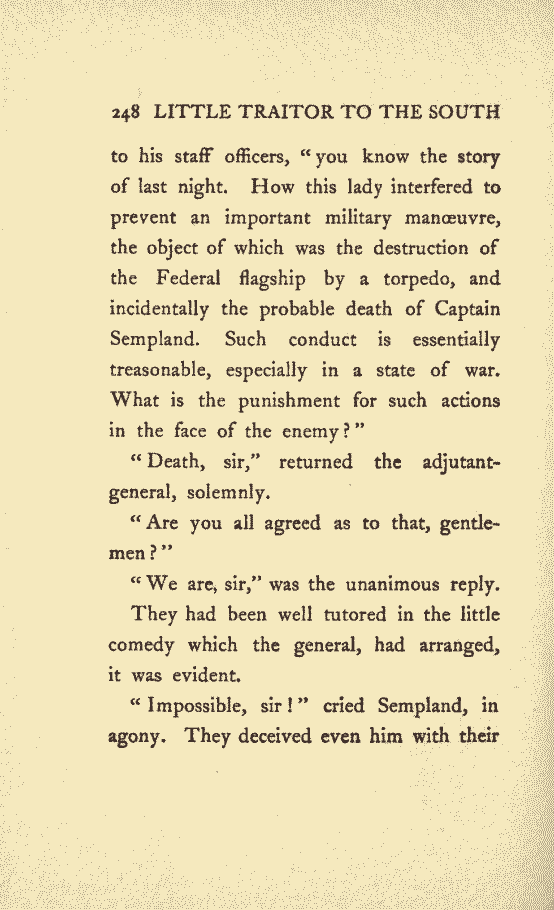 248 LITTLE TRAITOR TO THE SOUTH
to his staff officers, “you know the story
of last night. How this lady interfered to
prevent an important military manœuvre,
the object of which was the destruction of
the Federal flagship by a torpedo, and
incidentally the probable death of Captain
Sempland. Such conduct is essentially
treasonable, especially in a state of war.
What is the punishment for such actions
in the face of the enemy?”
“Death, sir,” returned the adjutant-
general, solemnly.
“Are you all agreed as to that, gentle-
men?”
“We are, sir,” was the unanimous reply.
They had been well tutored in the little
comedy which the general, had arranged,
it was evident.
“Impossible, sir!” cried Sempland, in
agony. They deceived even him with their